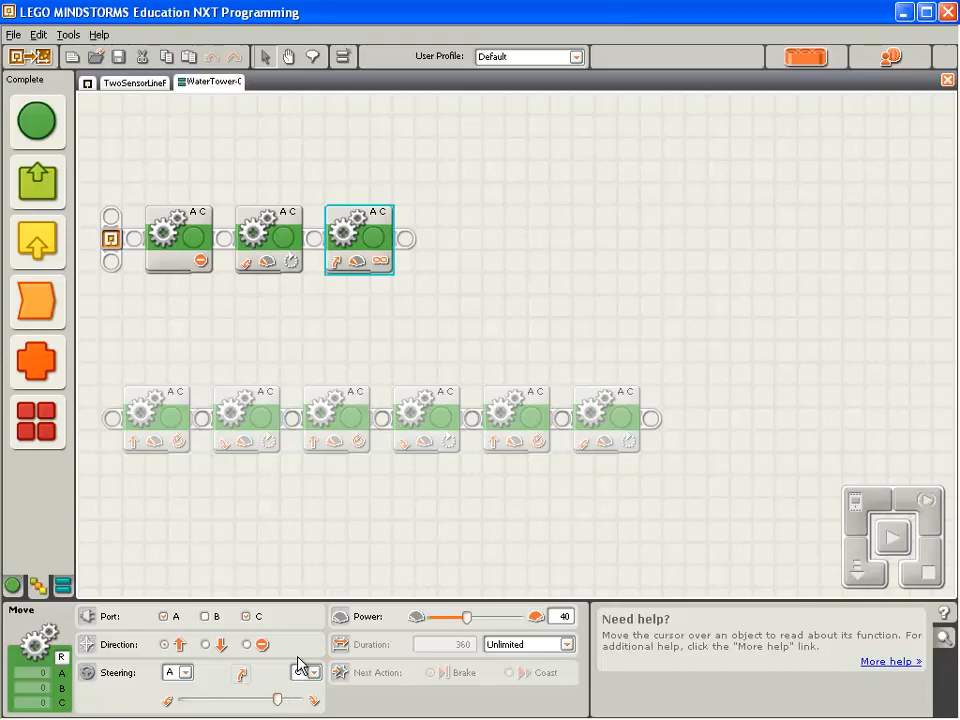 LEGO MINDSTORMS Education NXT Programming
File Edit Tools Help
User Profile: Default
Complete
TwoSensorLineF WaterTower-C
A C A C A C
A C A C A C A C A C A C
Move
R
0 A
0 B
0 C
Port: A B C
Direction:
Steering: A
Power: 40
Duration: 360 Unlimited
Next Action: Brake Coast
Need help?
Move the cursor over an object to read about its function. For
additional help, click the "More help" link.
More help »